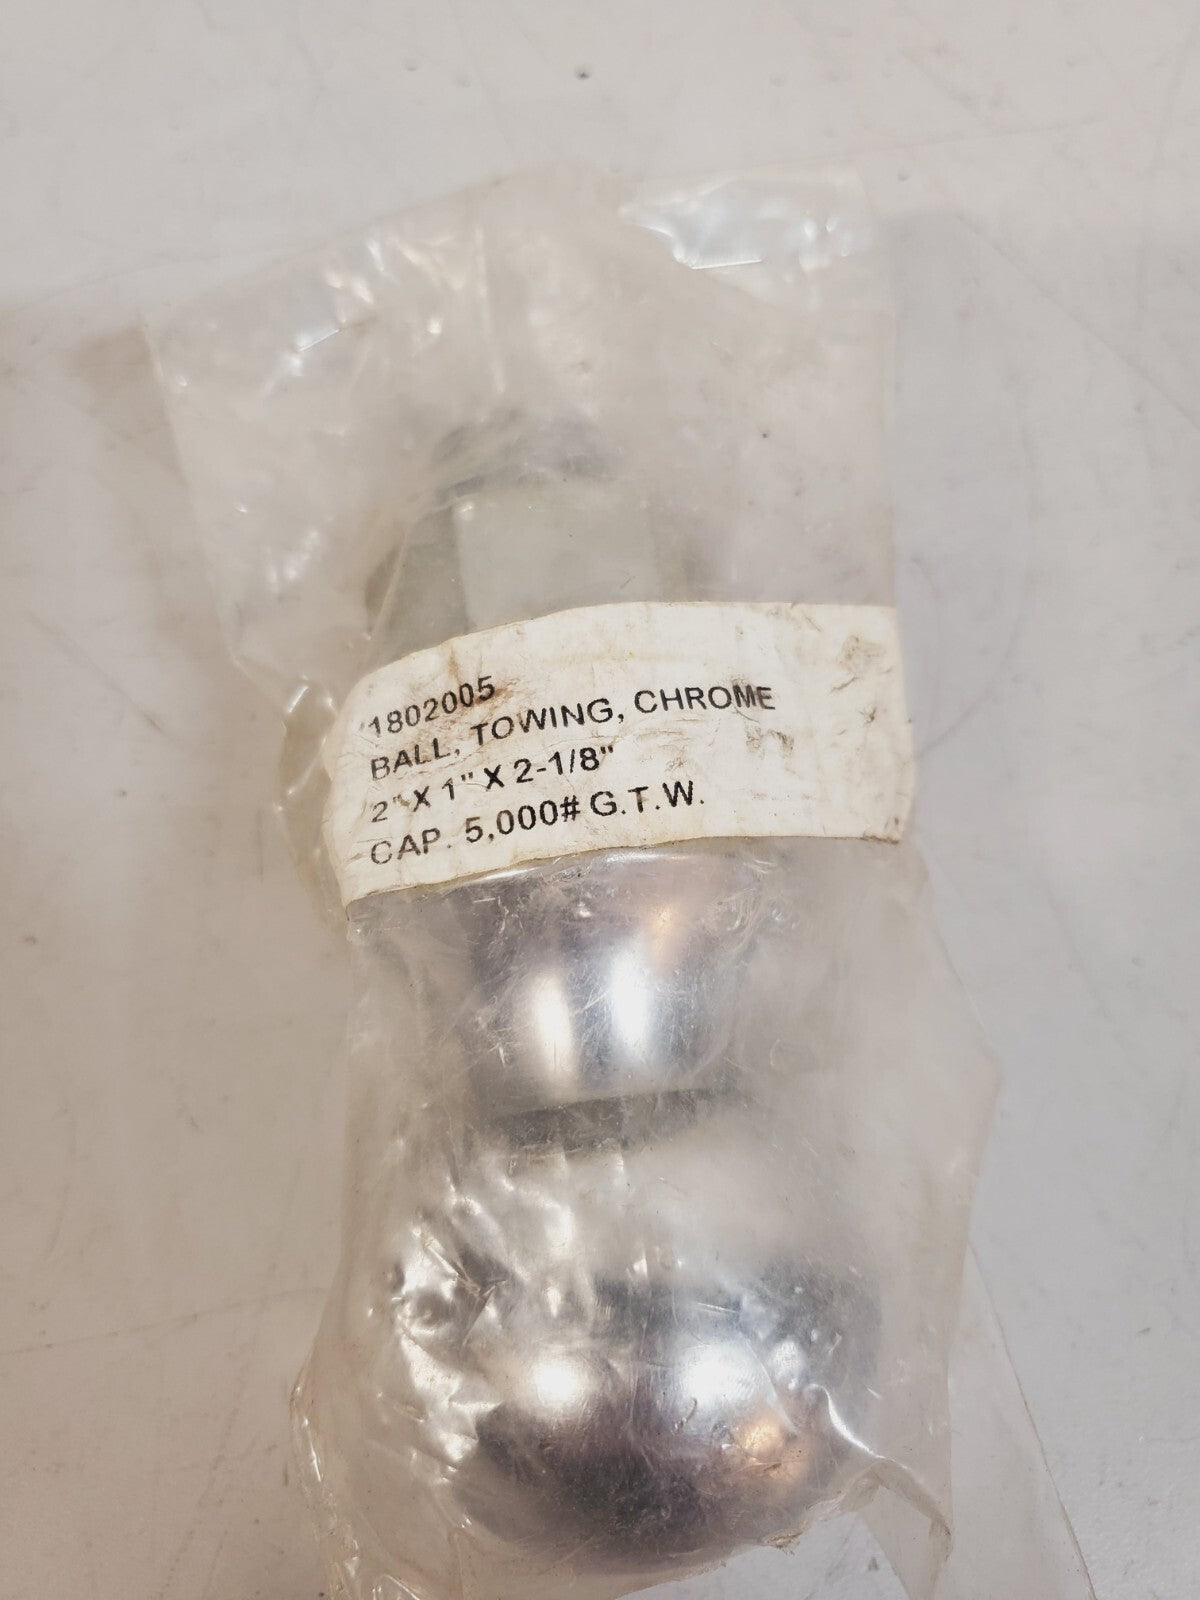 1802005
BALL, TOWING, CHROME
2" X 1" X 2-1/8"
CAP. 5,000# G.T.W.